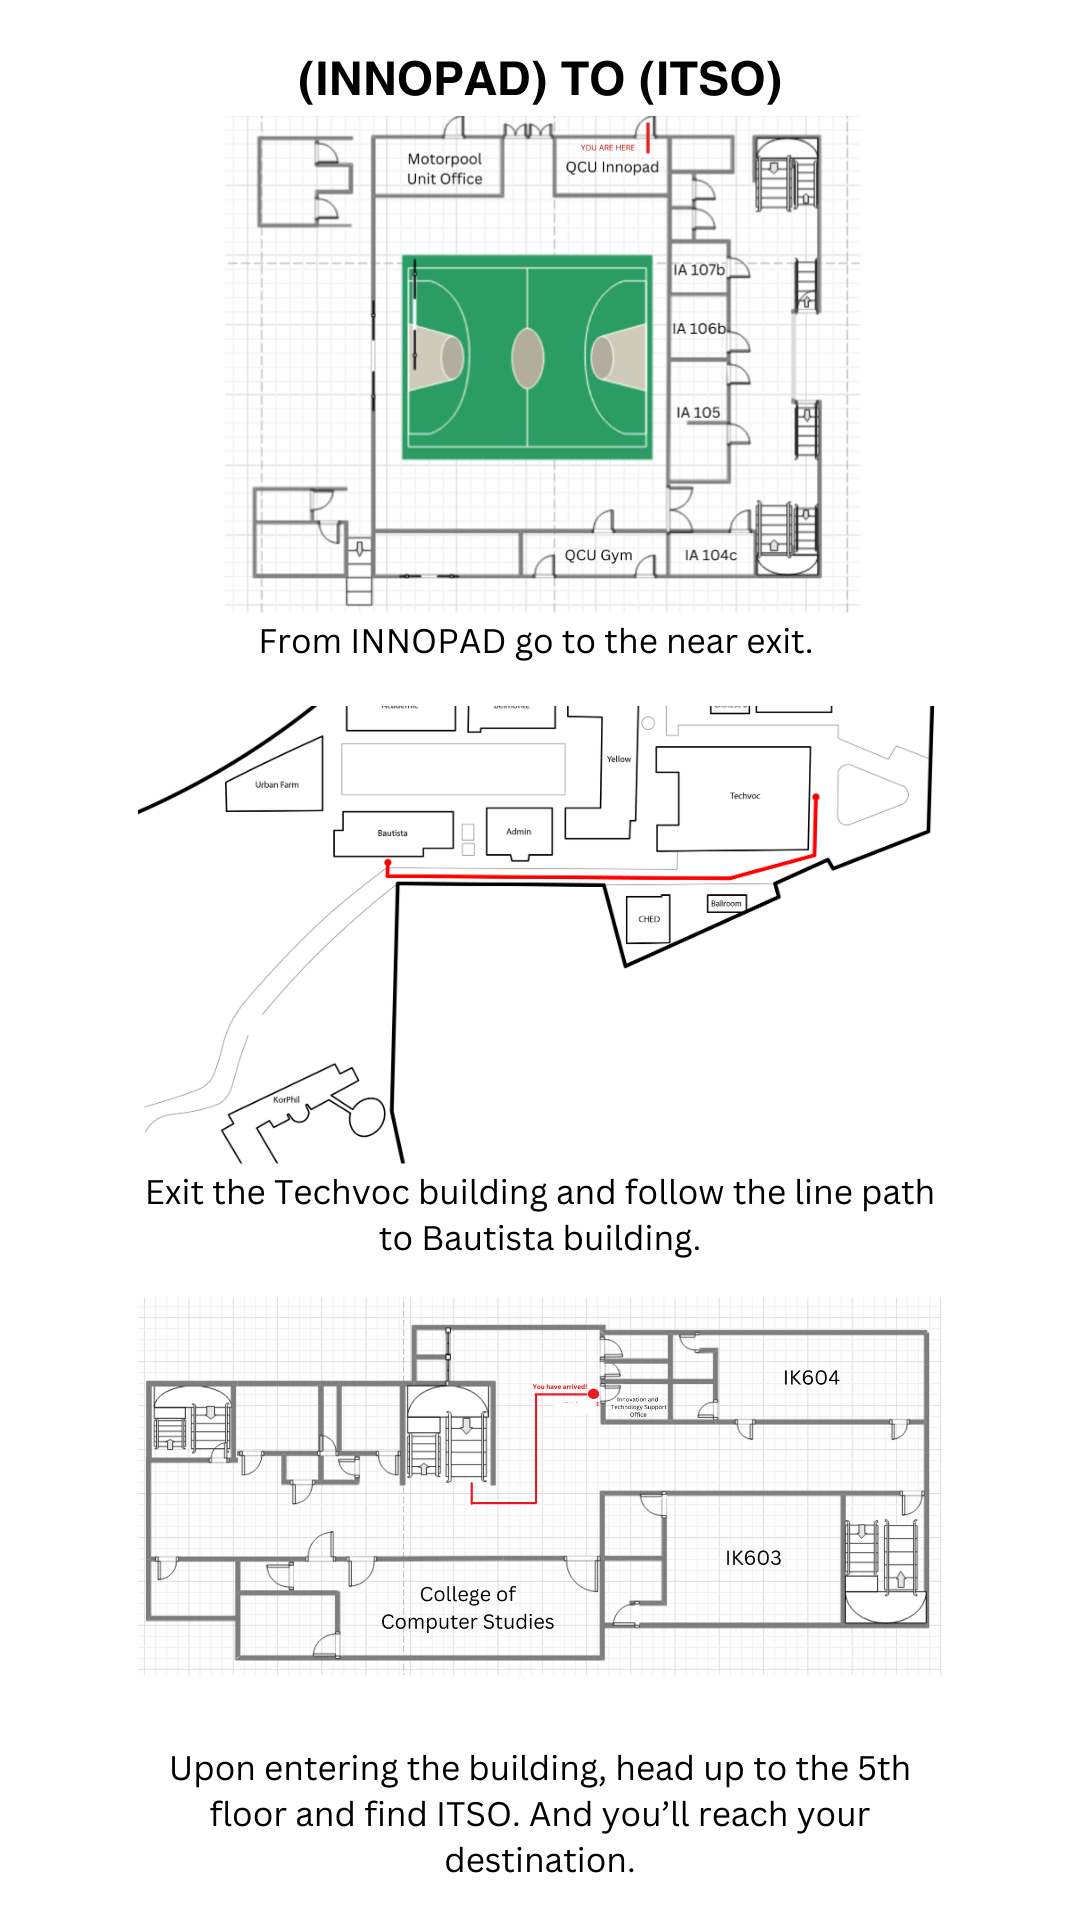 (INNOPAD) TO (ITSO)
YOU ARE HERE
Motorpool
Unit Office
QCU Innopad
IA 107b
IA 106b
IA 105
QCU Gym
IA 104c
From INNOPAD go to the near exit.
Academic
Belmonte
Yellow
Urban Farm
Techvoc
Bautista
Admin
CHED
Ballroom
KorPhil
Exit the Techvoc building and follow the line path
to Bautista building.
IK604
You have arrived!
Innovation and
Technology Support
Office
IK603
College of
Computer Studies
Upon entering the building, head up to the 5th
floor and find ITSO. And you’ll reach your
destination.